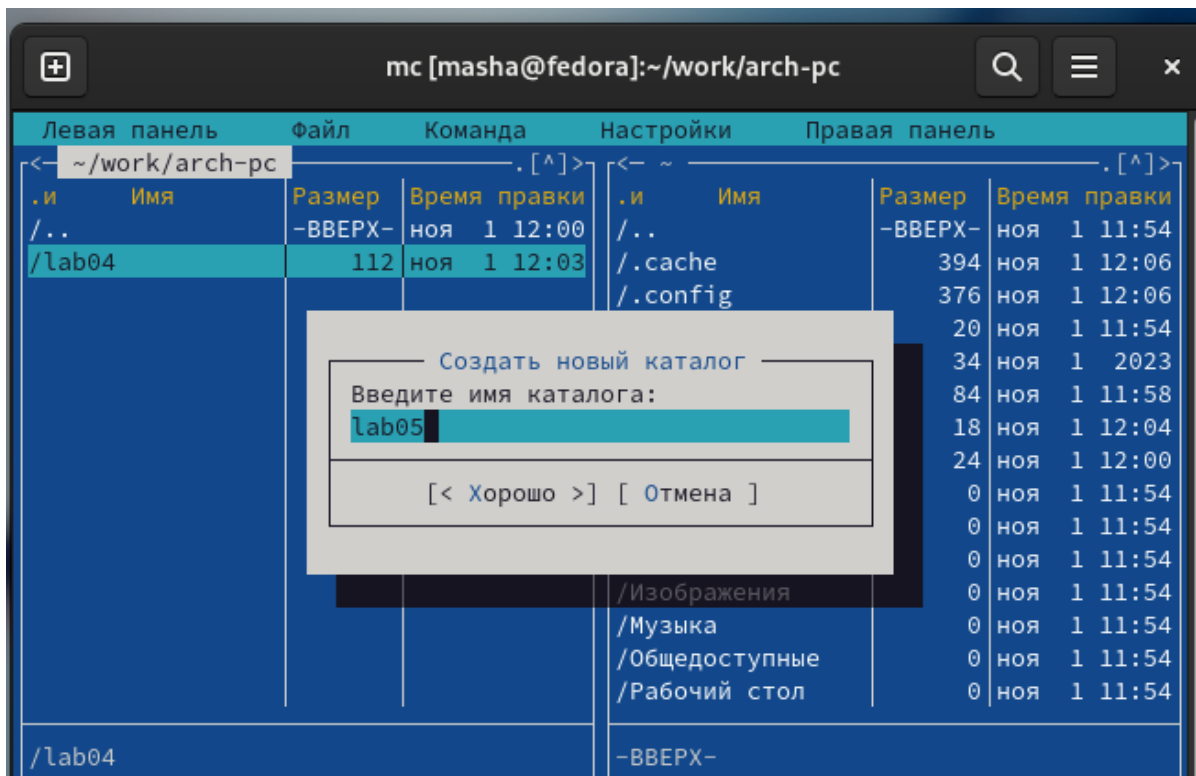 mc [masha@fedora]:~/work/arch-pc
Левая панель Файл Команда Настройки Правая панель
<— ~/work/arch-pc .[^]> <— ~ .[^]>
.и Имя Размер Время правки .и Имя Размер Время правки
/.. -ВВЕРХ- ноя 1 12:00 /.. -ВВЕРХ- ноя 1 11:54
/lab04 112 ноя 1 12:03 /.cache 394 ноя 1 12:06
/.config 376 ноя 1 12:06
20 ноя 1 11:54
Создать новый каталог 34 ноя 1 2023
Введите имя каталога: 84 ноя 1 11:58
lab05 18 ноя 1 12:04
24 ноя 1 12:00
[< Хорошо >] [ Отмена ] 0 ноя 1 11:54
0 ноя 1 11:54
0 ноя 1 11:54
/Изображения 0 ноя 1 11:54
/Музыка 0 ноя 1 11:54
/Общедоступные 0 ноя 1 11:54
/Рабочий стол 0 ноя 1 11:54
/lab04 -ВВЕРХ-